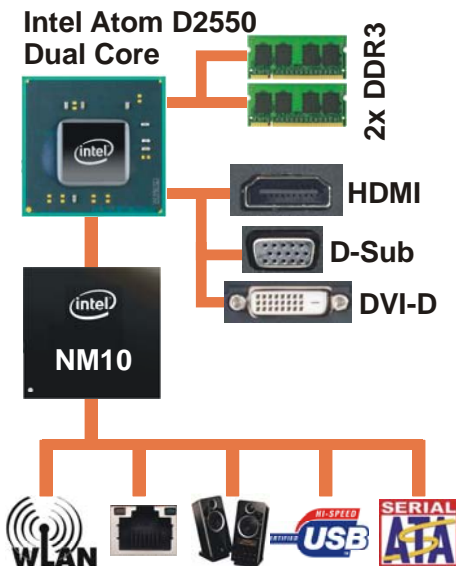 Intel Atom D2550
Dual Core
2x DDR3
intel
HDMI
D-Sub
DVI-D
intel
NM10
WLAN
HI-SPEED
CERTIFIED USB
SERIAL
ATA